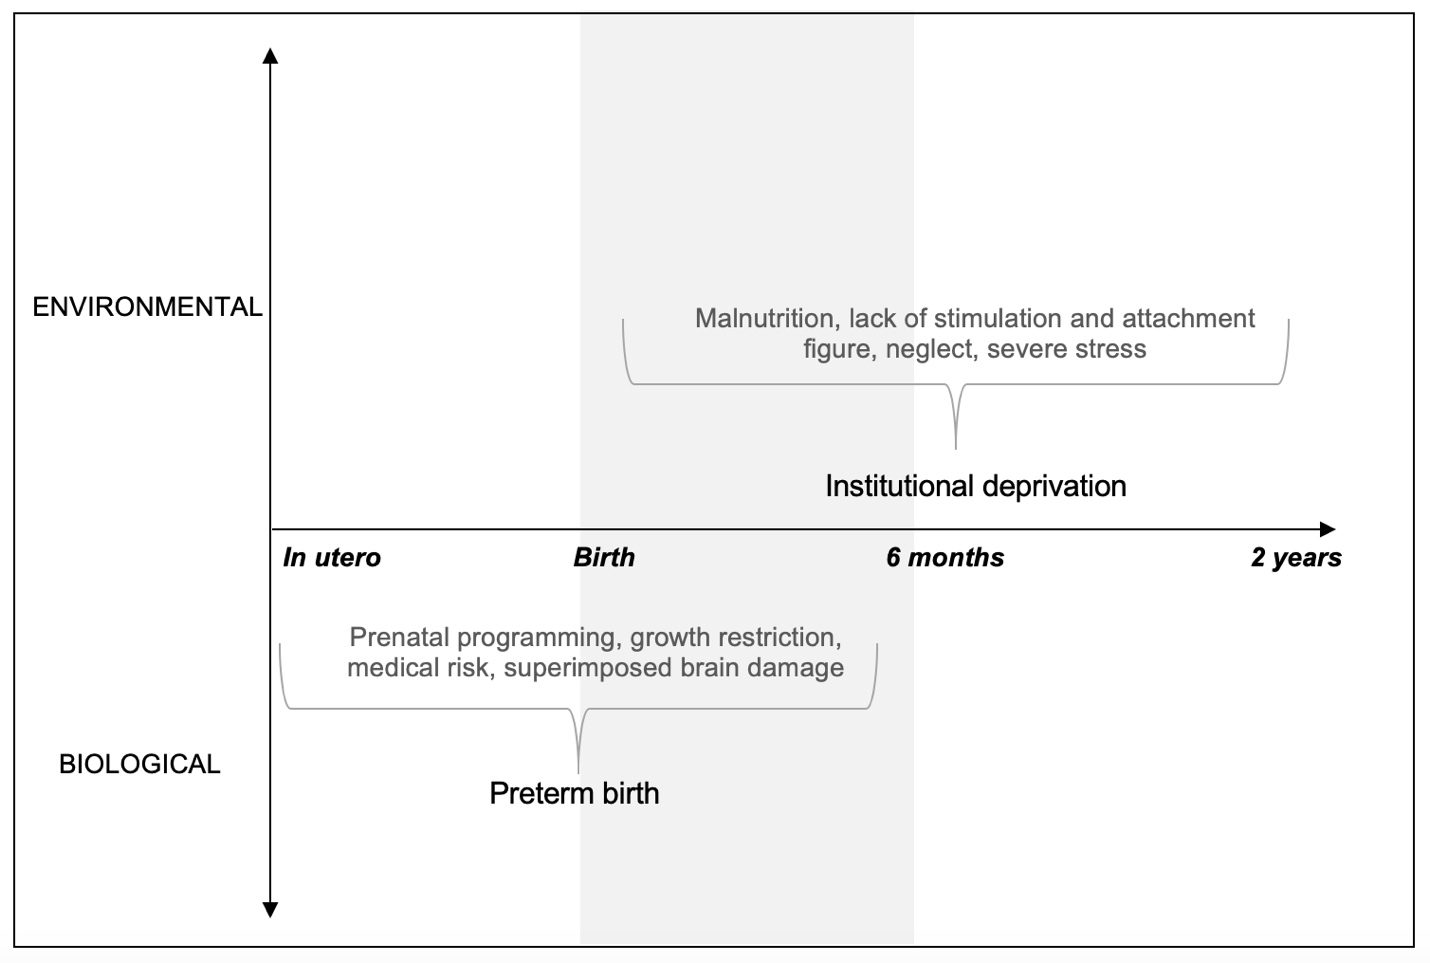 ENVIRONMENTAL
Malnutrition, lack of stimulation and attachment
figure, neglect, severe stress
Institutional deprivation
In utero
Birth
6 months
2 years
Prenatal programming, growth restriction,
medical risk, superimposed brain damage
BIOLOGICAL
Preterm birth